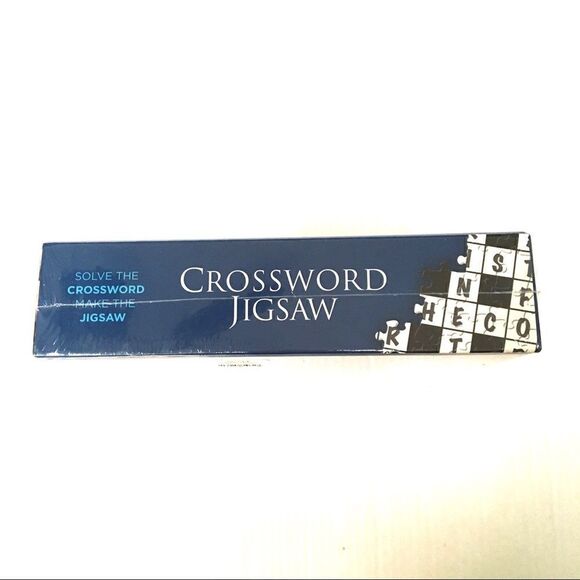 SOLVE THE
CROSSWORD
MAKE THE
JIGSAW
CROSSWORD
JIGSAW
I S T
N F
R H E C O
T